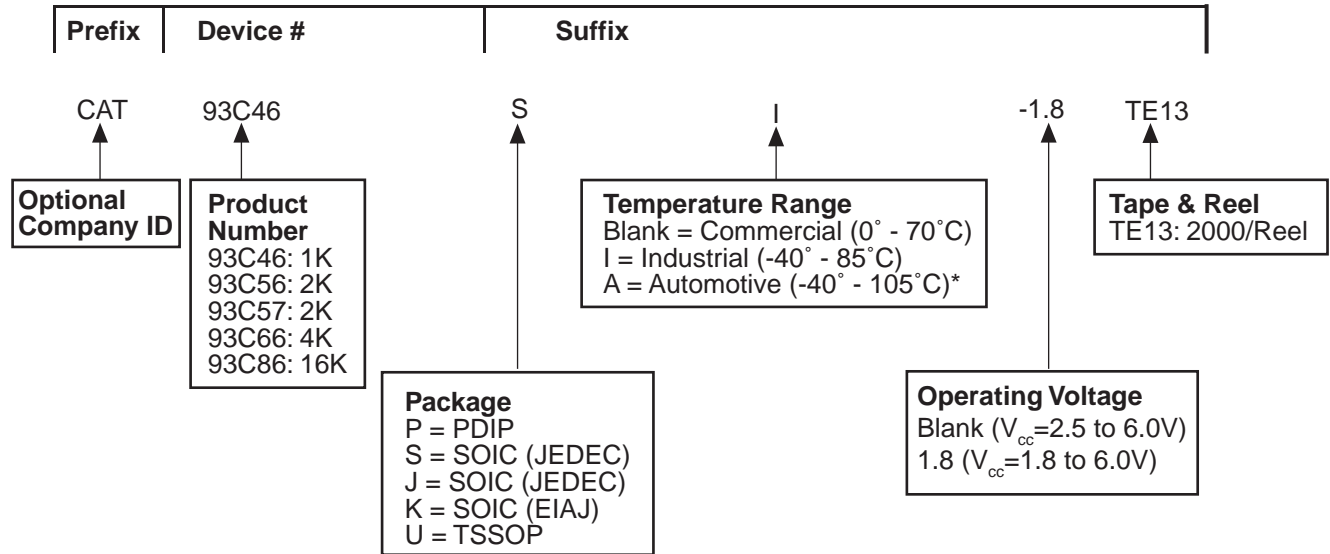 Prefix Device # Suffix
CAT 93C46 S I -1.8 TE13
Optional
Company ID
Product
Number
93C46: 1K
93C56: 2K
93C57: 2K
93C66: 4K
93C86: 16K
Temperature Range
Blank = Commercial (0˚ - 70˚C)
I = Industrial (-40˚ - 85˚C)
A = Automotive (-40˚ - 105˚C)*
Tape & Reel
TE13: 2000/Reel
Package
P = PDIP
S = SOIC (JEDEC)
J = SOIC (JEDEC)
K = SOIC (EIAJ)
U = TSSOP
Operating Voltage
Blank (Vcc=2.5 to 6.0V)
1.8 (Vcc=1.8 to 6.0V)